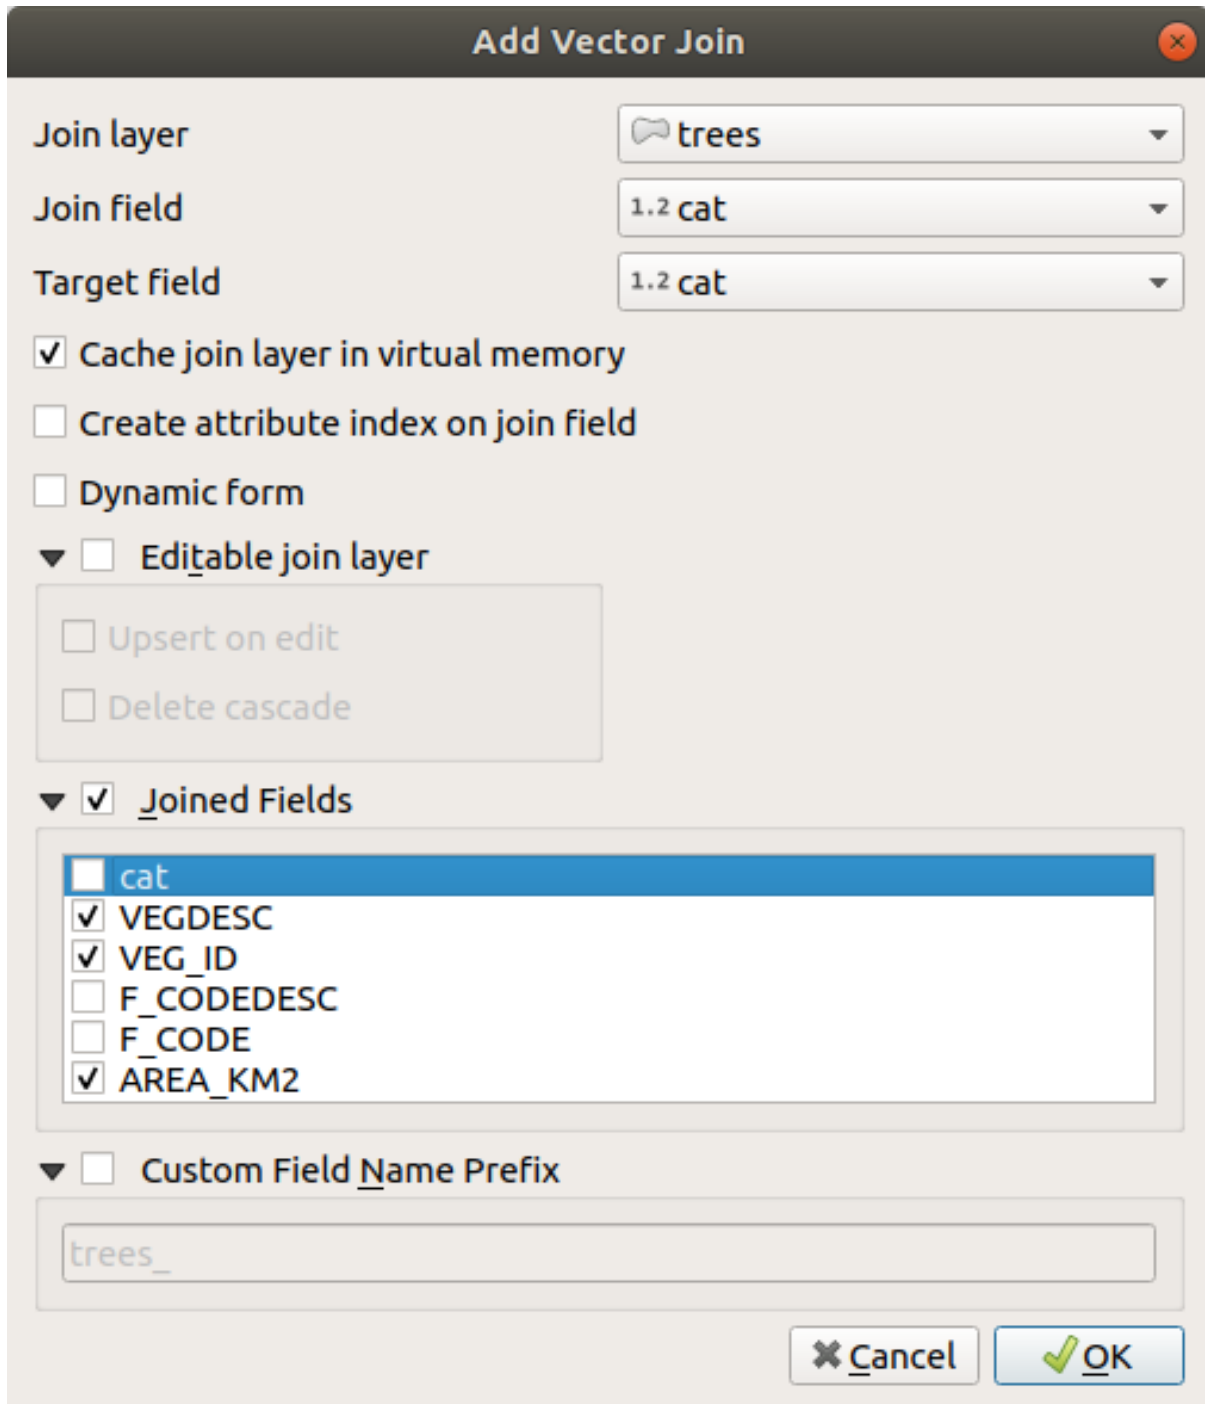 Add Vector Join
Join layer trees
Join field 1.2 cat
Target field 1.2 cat
Cache join layer in virtual memory
Create attribute index on join field
Dynamic form
Editable join layer
Upsert on edit
Delete cascade
Joined Fields
cat
VEGDESC
VEG_ID
F_CODEDESC
F_CODE
AREA_KM2
Custom Field Name Prefix
trees_
Cancel OK